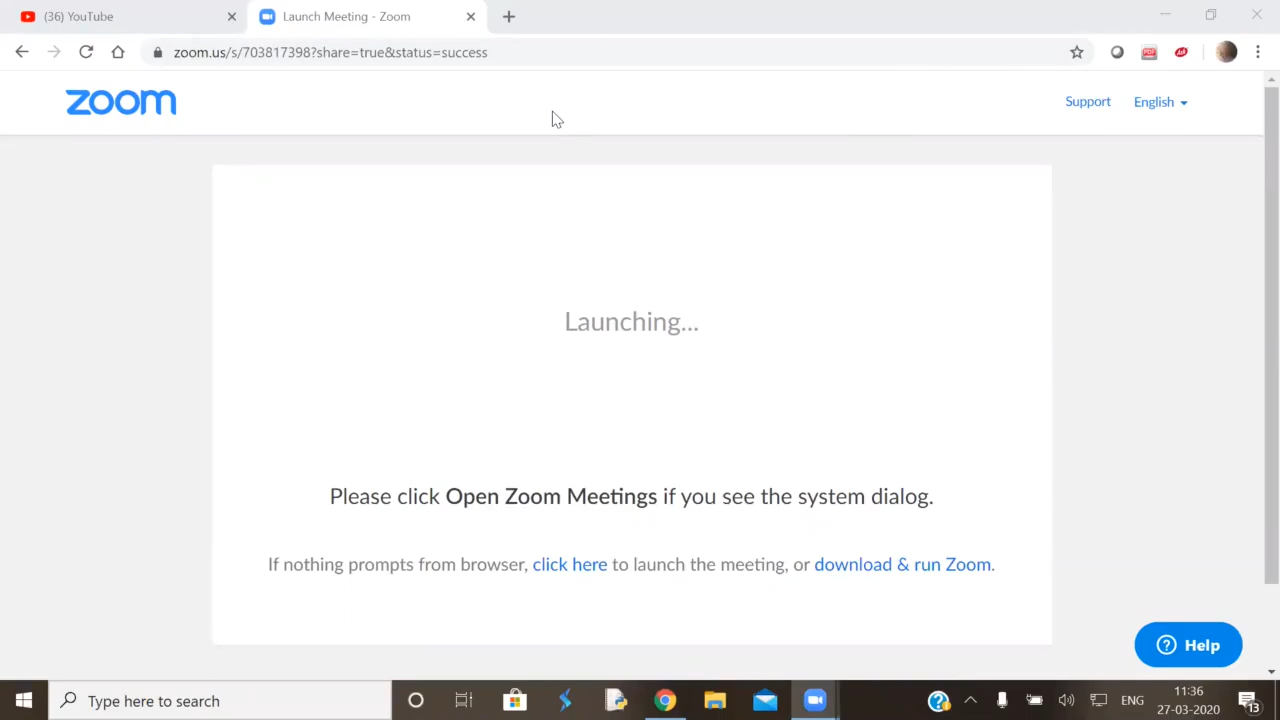 (36) YouTube
Launch Meeting - Zoom
zoom.us/s/703817398?share=true&status=success
PDF
zoom
Support
English
Launching...
Please click Open Zoom Meetings if you see the system dialog.
If nothing prompts from browser, click here to launch the meeting, or download & run Zoom.
Help
Type here to search
ENG
11:36
27-03-2020
13